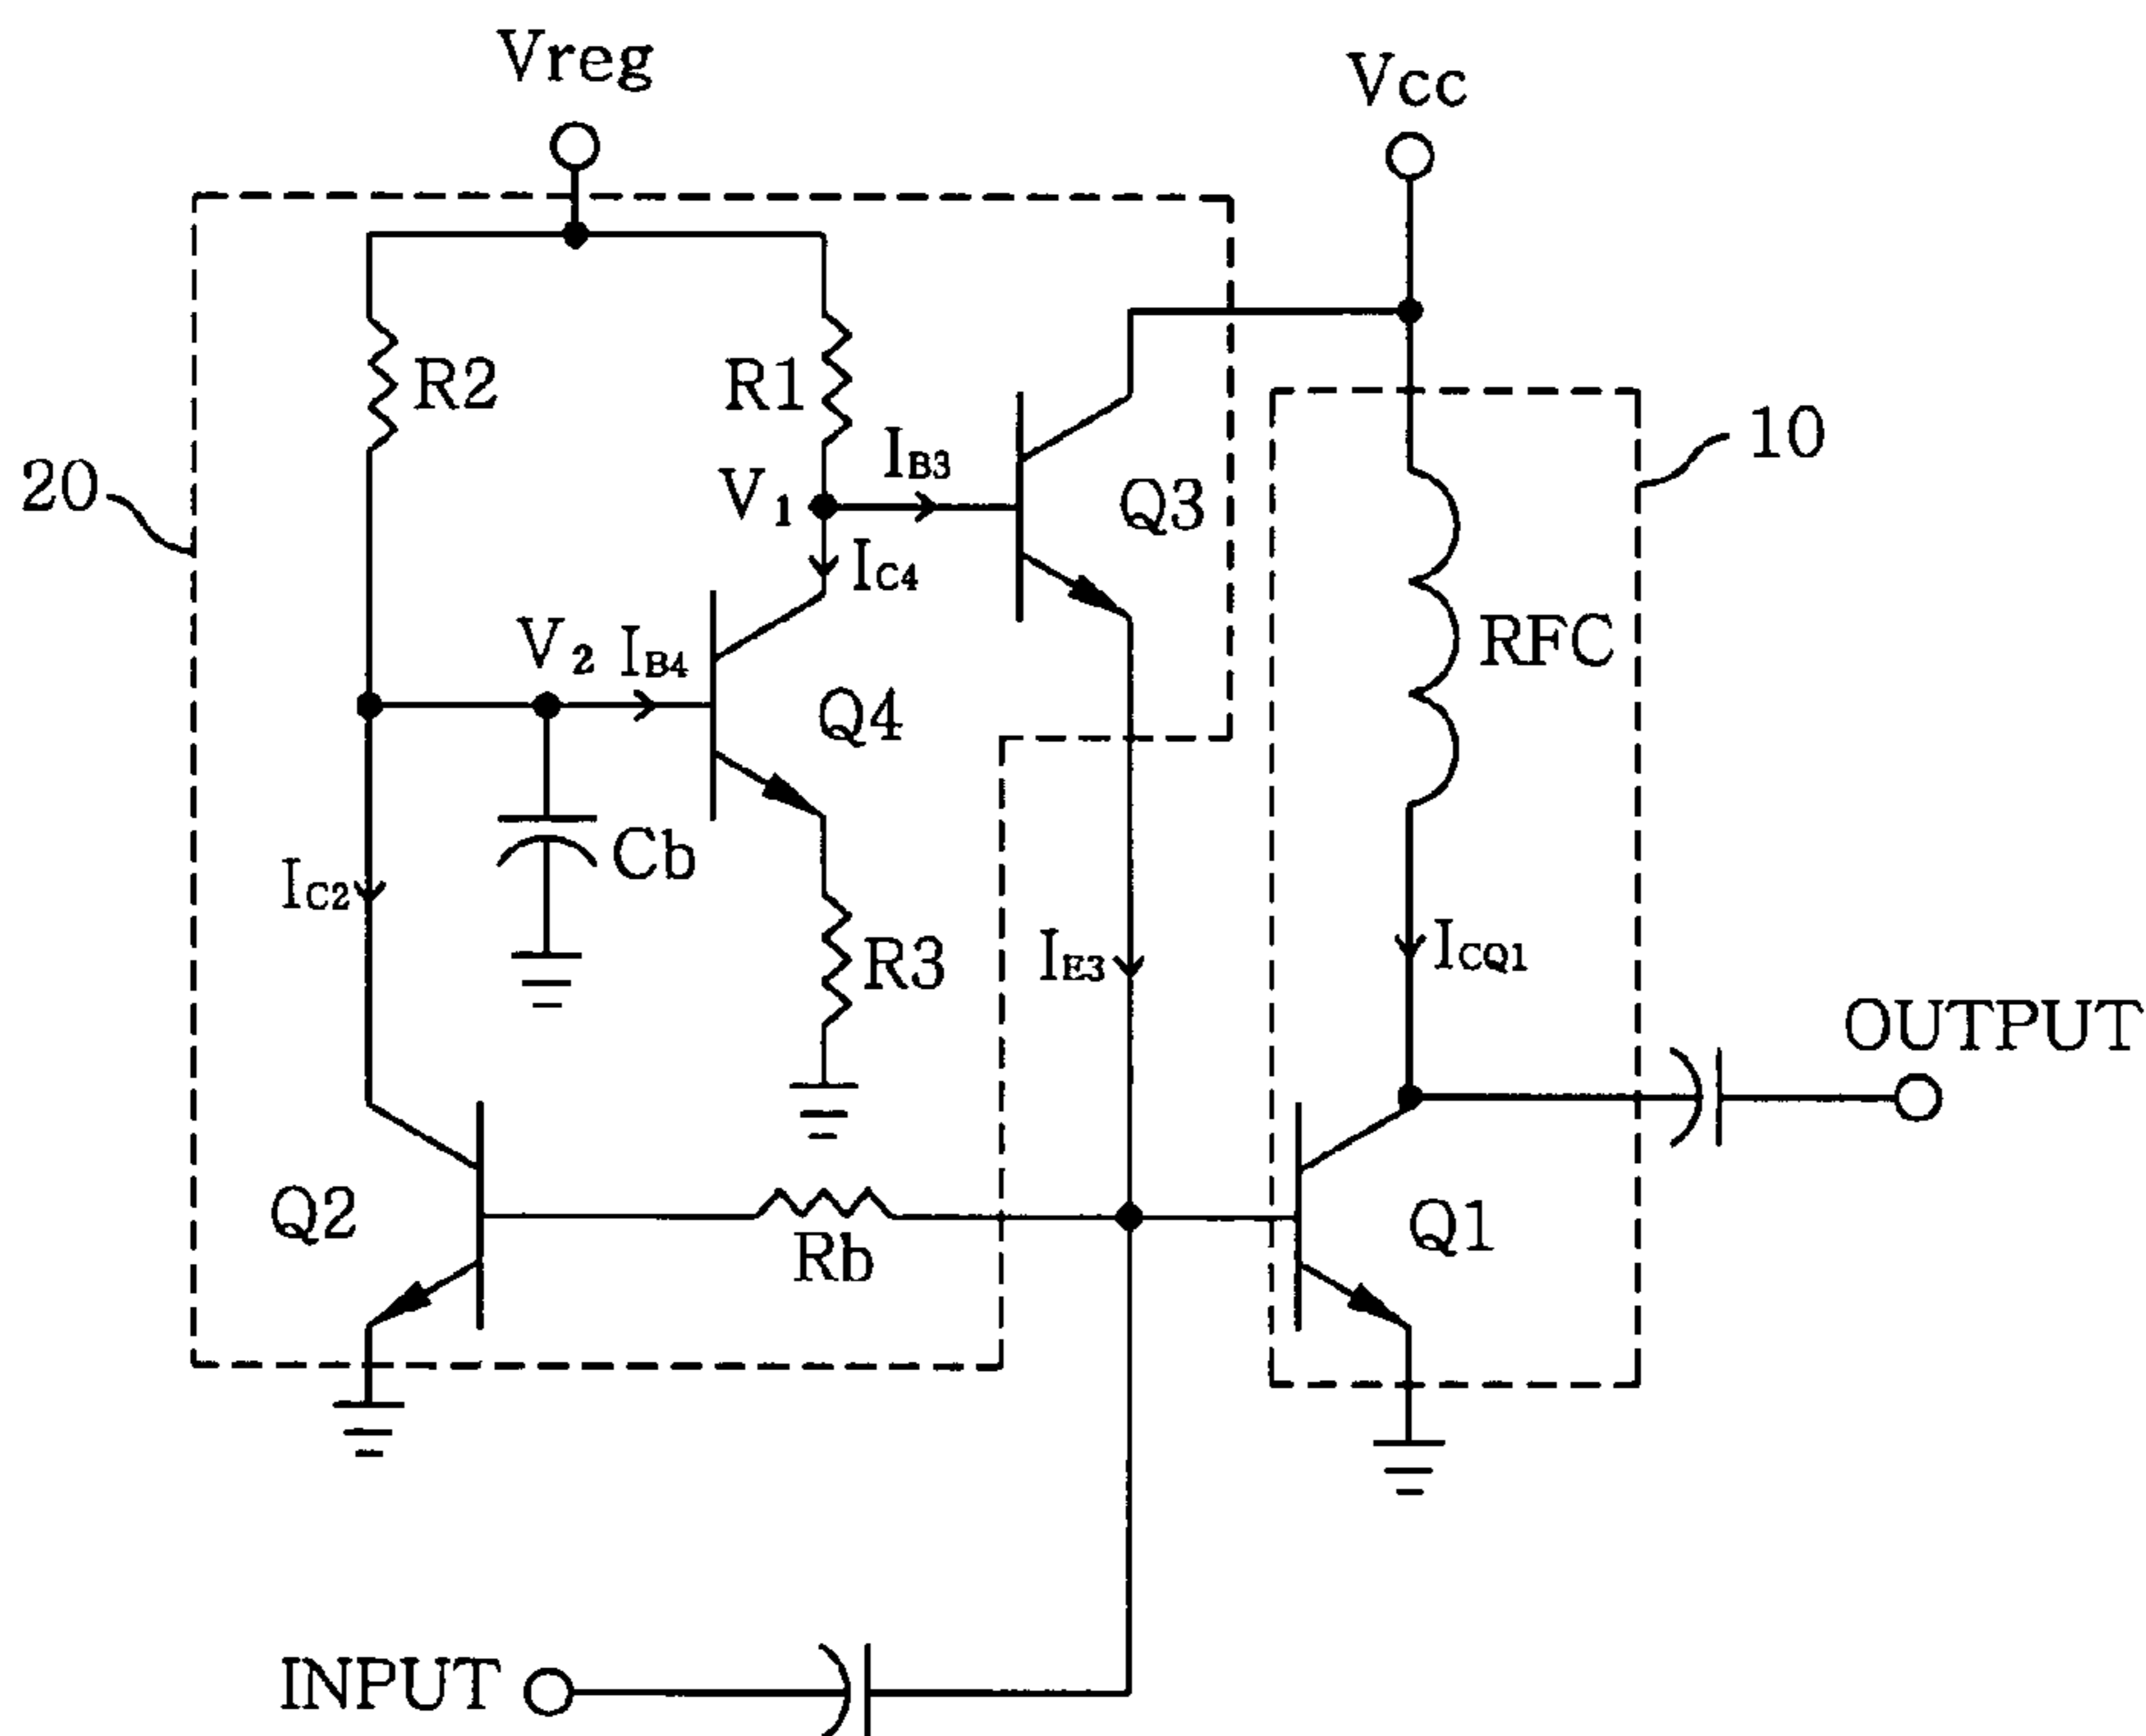 Vreg
Vcc
R2
R1
10
20
IB3
V1
Q3
IC4
V2
IB4
RFC
Q4
Cb
IC2
R3
IE3
ICQ1
OUTPUT
Q2
Rb
Q1
INPUT